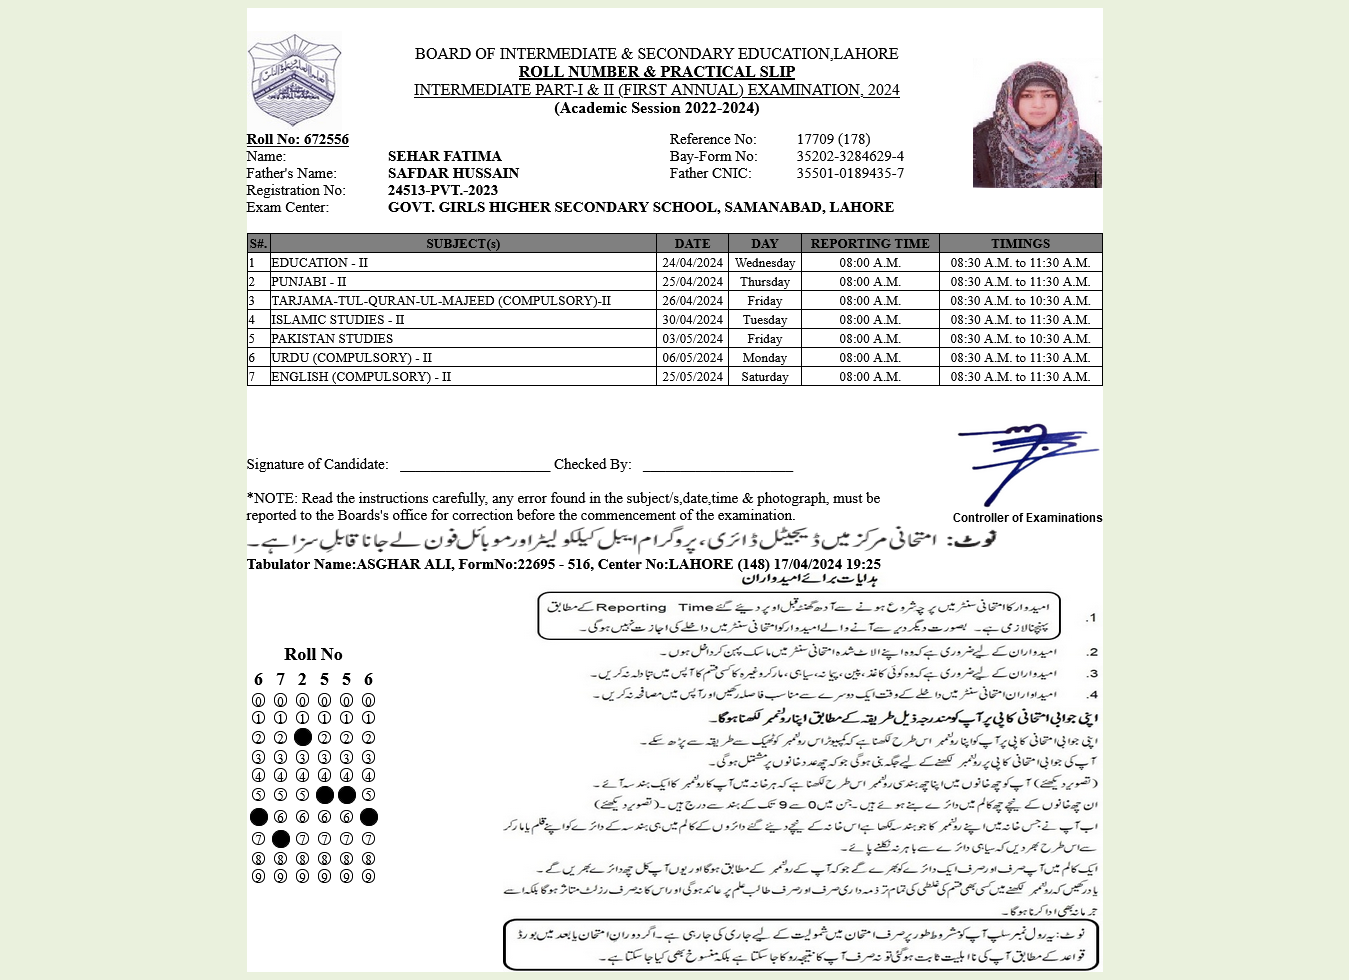 BOARD OF INTERMEDIATE & SECONDARY EDUCATION,LAHORE
ROLL NUMBER & PRACTICAL SLIP
INTERMEDIATE PART-I & II (FIRST ANNUAL) EXAMINATION, 2024
(Academic Session 2022-2024)
Roll No: 672556 Reference No: 17709 (178)
Name: SEHAR FATIMA Bay-Form No: 35202-3284629-4
Father's Name: SAFDAR HUSSAIN Father CNIC: 35501-0189435-7
Registration No: 24513-PVT.-2023
Exam Center: GOVT. GIRLS HIGHER SECONDARY SCHOOL, SAMANABAD, LAHORE
S#. SUBJECT(s) DATE DAY REPORTING TIME TIMINGS
1 EDUCATION - II 24/04/2024 Wednesday 08:00 A.M. 08:30 A.M. to 11:30 A.M.
2 PUNJABI - II 25/04/2024 Thursday 08:00 A.M. 08:30 A.M. to 11:30 A.M.
3 TARJAMA-TUL-QURAN-UL-MAJEED (COMPULSORY)-II 26/04/2024 Friday 08:00 A.M. 08:30 A.M. to 10:30 A.M.
4 ISLAMIC STUDIES - II 30/04/2024 Tuesday 08:00 A.M. 08:30 A.M. to 11:30 A.M.
5 PAKISTAN STUDIES 03/05/2024 Friday 08:00 A.M. 08:30 A.M. to 10:30 A.M.
6 URDU (COMPULSORY) - II 06/05/2024 Monday 08:00 A.M. 08:30 A.M. to 11:30 A.M.
7 ENGLISH (COMPULSORY) - II 25/05/2024 Saturday 08:00 A.M. 08:30 A.M. to 11:30 A.M.
Signature of Candidate: ____________________ Checked By: ____________________
*NOTE: Read the instructions carefully, any error found in the subject/s,date,time & photograph, must be
reported to the Boards's office for correction before the commencement of the examination.
Controller of Examinations
نوٹ: امتحانی مرکز میں ڈیجیٹل ڈائری، پروگرام ایبل کیلکولیٹر اور موبائل فون لے جانا قابلِ سزا ہے۔
Tabulator Name:ASGHAR ALI, FormNo:22695 - 516, Center No:LAHORE (148) 17/04/2024 19:25
ہدایات برائے امیدواران
1. امیدوار کا امتحانی سنٹر میں پرچہ شروع ہونے سے آدھ گھنٹہ قبل اوپر دیئے گئے Reporting Time کے مطابق
پہنچنا لازمی ہے۔ بصورت دیگر دیر سے آنے والے امیدوار کو امتحانی سنٹر میں داخلے کی اجازت نہیں ہوگی۔
2. امیدواران کے لیے ضروری ہے کہ وہ اپنے الاٹ شدہ امتحانی سنٹر میں ماسک پہن کر داخل ہوں۔
3. امیدواران کے لیے ضروری ہے کہ وہ کوئی کاغذ، پین، پیمانہ، سیاہی، مارکر وغیرہ کا کسی قسم کا آپس میں تبادلہ نہ کریں۔
4. امیدواران امتحانی سنٹر میں داخلے کے وقت ایک دوسرے سے مناسب فاصلہ رکھیں اور آپس میں مصافحہ نہ کریں۔
اپنی جوابی امتحانی کاپی پر آپ کو مندرجہ ذیل طریقہ کے مطابق اپنا رولنمبر لکھنا ہوگا۔
اپنی جوابی امتحانی کاپی پر آپ کو اپنا رولنمبر اس طرح لکھنا ہے کہ کمپیوٹر اس رولنمبر کو ٹھیک سے طریقہ سے پڑھ سکے۔
آپ کی جوابی امتحانی کاپی پر رولنمبر لکھنے کے لیے جگہ بنی ہوگی جو کہ چھ عدد خانوں پر مشتمل ہوگی۔
(تصویر دیکھئے) آپ کو چھ خانوں میں اپنا چھ ہندسی رولنمبر اس طرح لکھنا ہے کہ ہر خانہ میں آپ کا رولنمبر کا ایک ہندسہ آئے۔
ان چھ خانوں کے نیچے چھ کالم میں دائرے بنے ہوئے ہیں۔ جن میں 0 سے 9 تک کے ہندسے درج ہیں۔ (تصویر دیکھئے)
اب آپ نے جس خانہ میں اپنے رولنمبر کا جو ہندسہ لکھا ہے اس خانہ کے نیچے دیئے گئے دائروں کے کالم میں ہی ہندسہ کے دائرے کو اپنے قلم یا مارکر
سے اس طرح بھر دیں کہ سیاہی دائرے سے باہر نہ نکلنے پائے۔
ایک کالم میں آپ صرف اور صرف ایک دائرے کو بھرے گے جو کہ آپ کے رولنمبر کے مطابق ہوگا اور یوں آپ کل چھ دائرے بھریں گے۔
یاد رکھیں کہ رولنمبر لکھنے میں کسی بھی قسم کی غلطی کی تمام تر ذمہ داری صرف اور صرف طالب علم پر عائد ہوگی اور اس کا نہ صرف رزلٹ متاثر ہوگا بلکہ اسے
جرمانہ بھی ادا کرنا ہوگا۔
نوٹ: یہ رول نمبر سلپ آپ کو مشروط طور پر صرف امتحان میں شمولیت کے لیے جاری کی جا رہی ہے۔ اگر دورانِ امتحان یا بعد میں بورڈ
قواعد کے مطابق آپ کی نااہلیت ثابت ہوگئی تو نہ صرف آپ کا نتیجہ روکا جا سکتا ہے بلکہ منسوخ بھی کیا جا سکتا ہے۔
Roll No
6 7 2 5 5 6
0 0 0 0 0 0
1 1 1 1 1 1
2 2 2 2 2
3 3 3 3 3 3
4 4 4 4 4 4
5 5 5 5
6 6 6 6
7 7 7 7 7
8 8 8 8 8 8
9 9 9 9 9 9